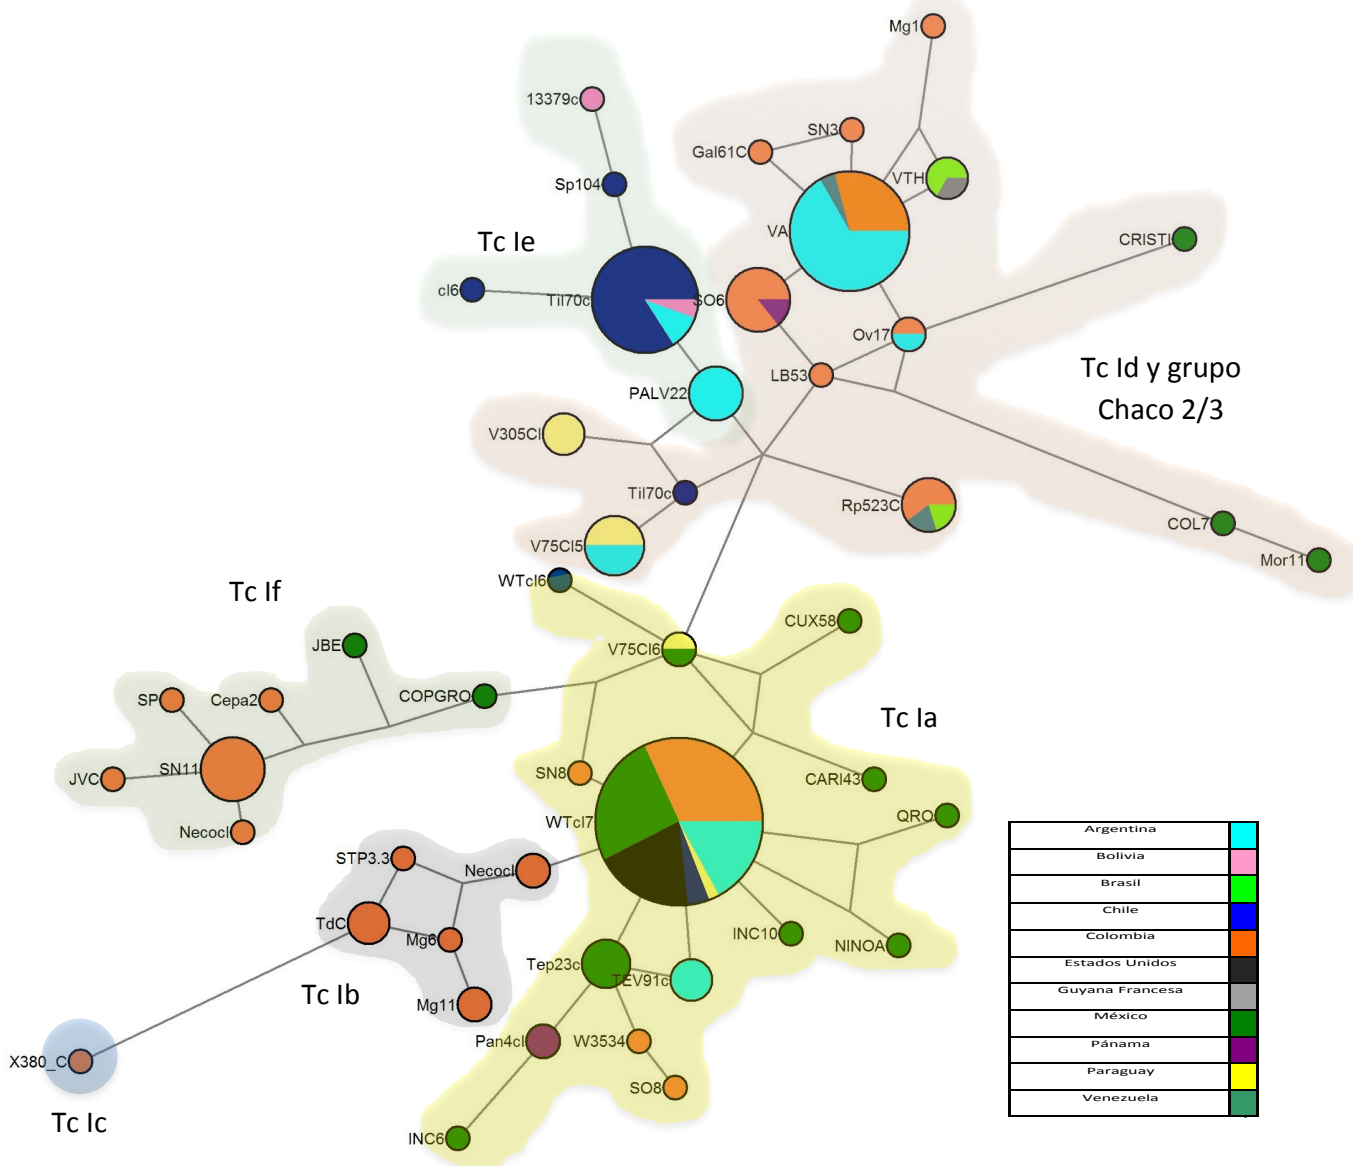 Mg1
13379c
SN3
Gal61C
VTH
Sp104
VA
CRISTI
Tc Ie
cl6
Til70c
SO6
Ov17
LB53
Tc Id y grupo
Chaco 2/3
PALV22
V305Cl
Til70c
Rp523C
COL7
V75Cl5
Mor11
WTcl6
Tc If
CUX58
JBE
V75Cl6
SP
Cepa2
COPGRO
Tc Ia
SN11
JVC
SN8
CARI43
WTcl7
QRO
Necocl
STP3.3
Necocl
TdC
Mg6
INC10
NINOA
Tep23c
TEV91c
Tc Ib
Mg11
Pan4cl
W3534
X380_C
SO8
Tc Ic
INC6
Argentina
Bolivia
Brasil
Chile
Colombia
Estados Unidos
Guyana Francesa
México
Pánama
Paraguay
Venezuela